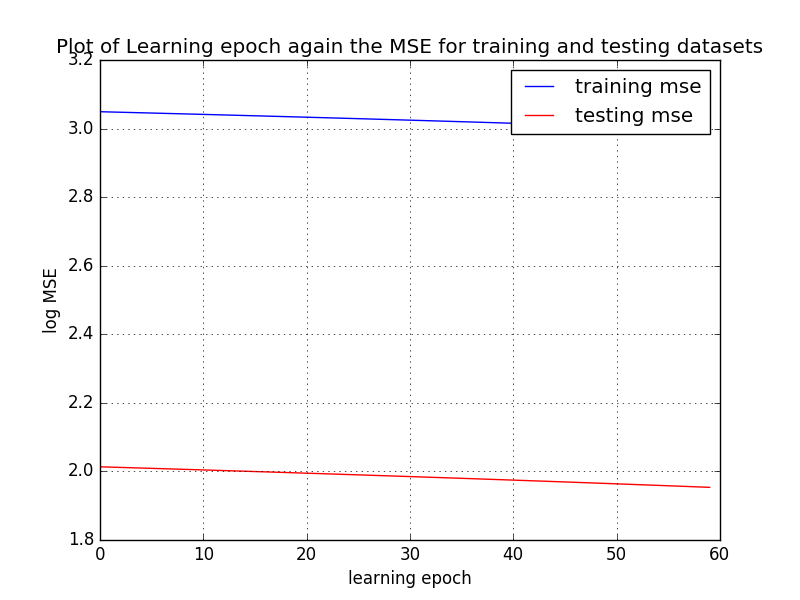 Plot of Learning epoch again the MSE for training and testing datasets
training mse
testing mse
log MSE
3.2
3.0
2.8
2.6
2.4
2.2
2.0
1.8
0 10 20 30 40 50 60
learning epoch